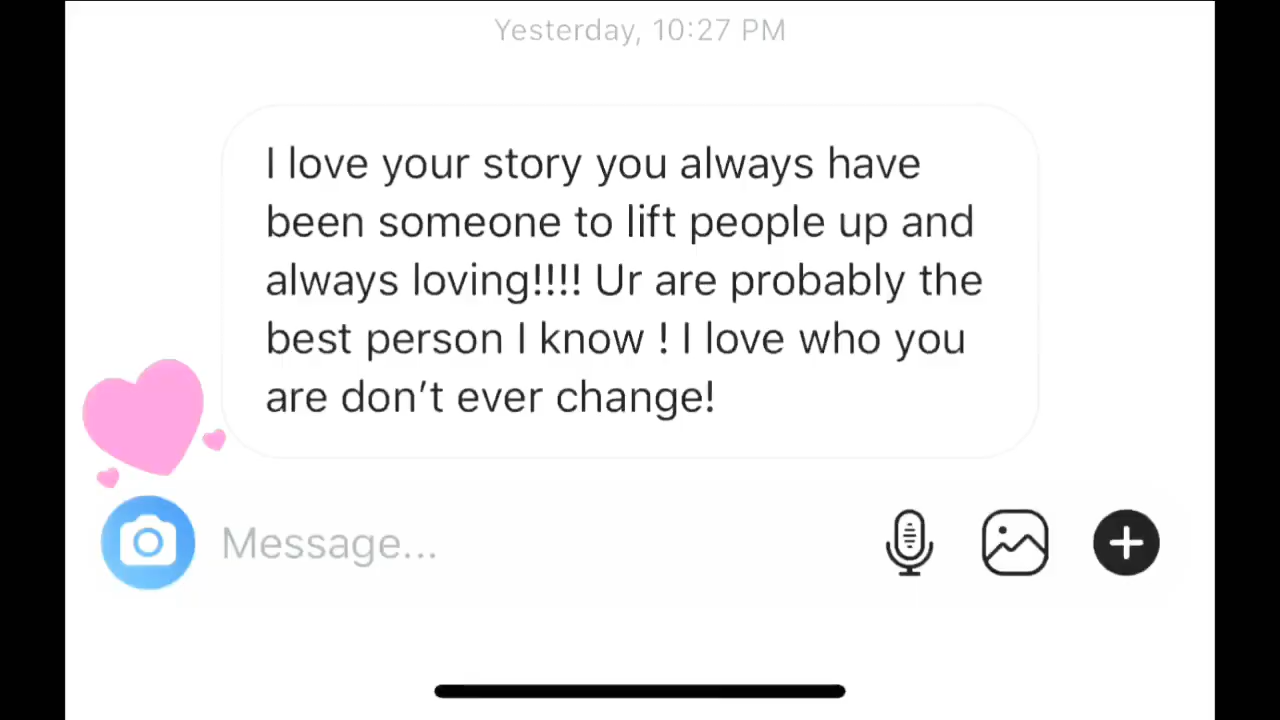 Yesterday, 10:27 PM
I love your story you always have
been someone to lift people up and
always loving!!!! Ur are probably the
best person I know ! I love who you
are don’t ever change!
Message...